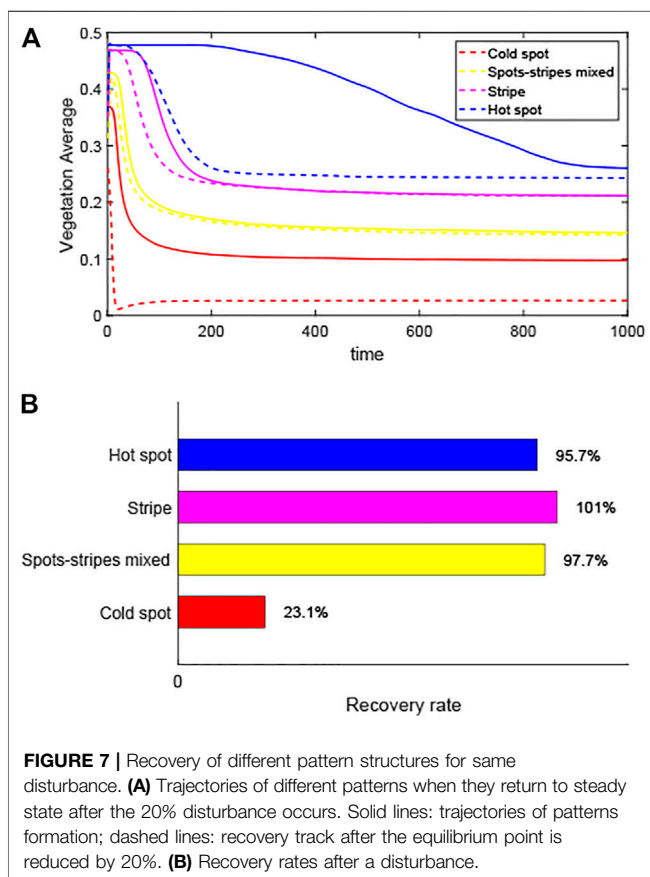 A
0.5
0.4
0.3
0.2
0.1
0
Vegetation Average
Cold spot
Spots-stripes mixed
Stripe
Hot spot
0 200 400 600 800 1000
time
B
Hot spot 95.7%
Stripe 101%
Spots-stripes mixed 97.7%
Cold spot 23.1%
0
Recovery rate
FIGURE 7 | Recovery of different pattern structures for same
disturbance. (A) Trajectories of different patterns when they return to steady
state after the 20% disturbance occurs. Solid lines: trajectories of patterns
formation; dashed lines: recovery track after the equilibrium point is
reduced by 20%. (B) Recovery rates after a disturbance.